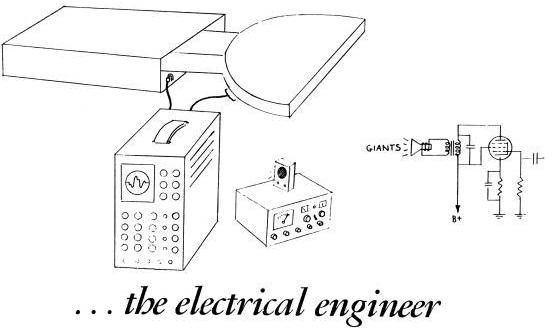 GIANTS
B+
... the electrical engineer